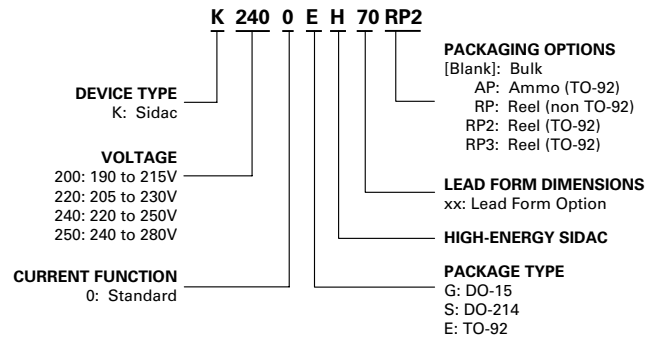 K 240 0 E H 70 RP2
DEVICE TYPE
K: Sidac
VOLTAGE
200: 190 to 215V
220: 205 to 230V
240: 220 to 250V
250: 240 to 280V
CURRENT FUNCTION
0: Standard
PACKAGING OPTIONS
[Blank]: Bulk
AP: Ammo (TO-92)
RP: Reel (non TO-92)
RP2: Reel (TO-92)
RP3: Reel (TO-92)
LEAD FORM DIMENSIONS
xx: Lead Form Option
HIGH-ENERGY SIDAC
PACKAGE TYPE
G: DO-15
S: DO-214
E: TO-92